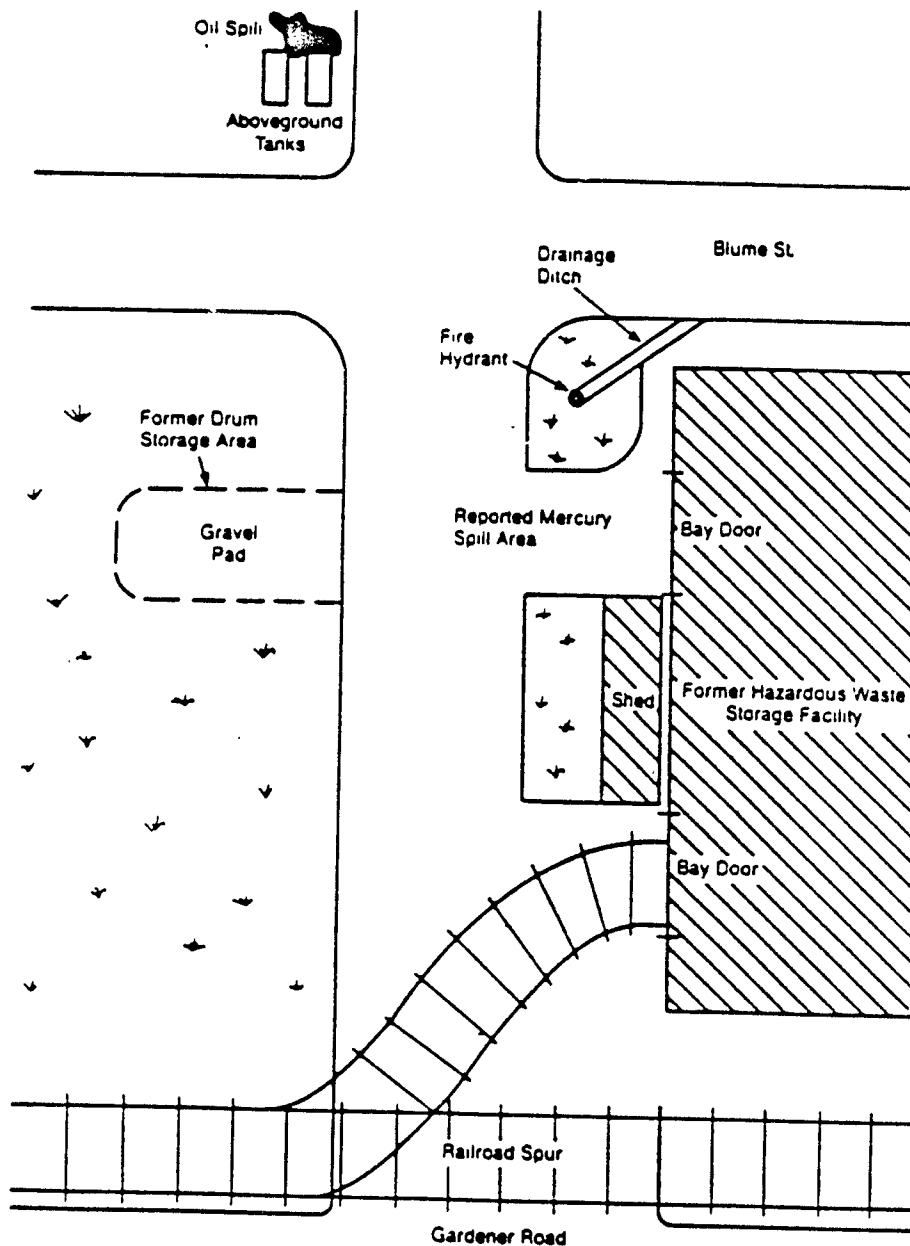 Oil Spill
Aboveground
Tanks
Blume St.
Drainage
Ditch
Fire
Hydrant
Former Drum
Storage Area
Gravel
Pad
Reported Mercury
Spill Area
Bay Door
Shed
Former Hazardous Waste
Storage Facility
Bay Door
Railroad Spur
Gardener Road